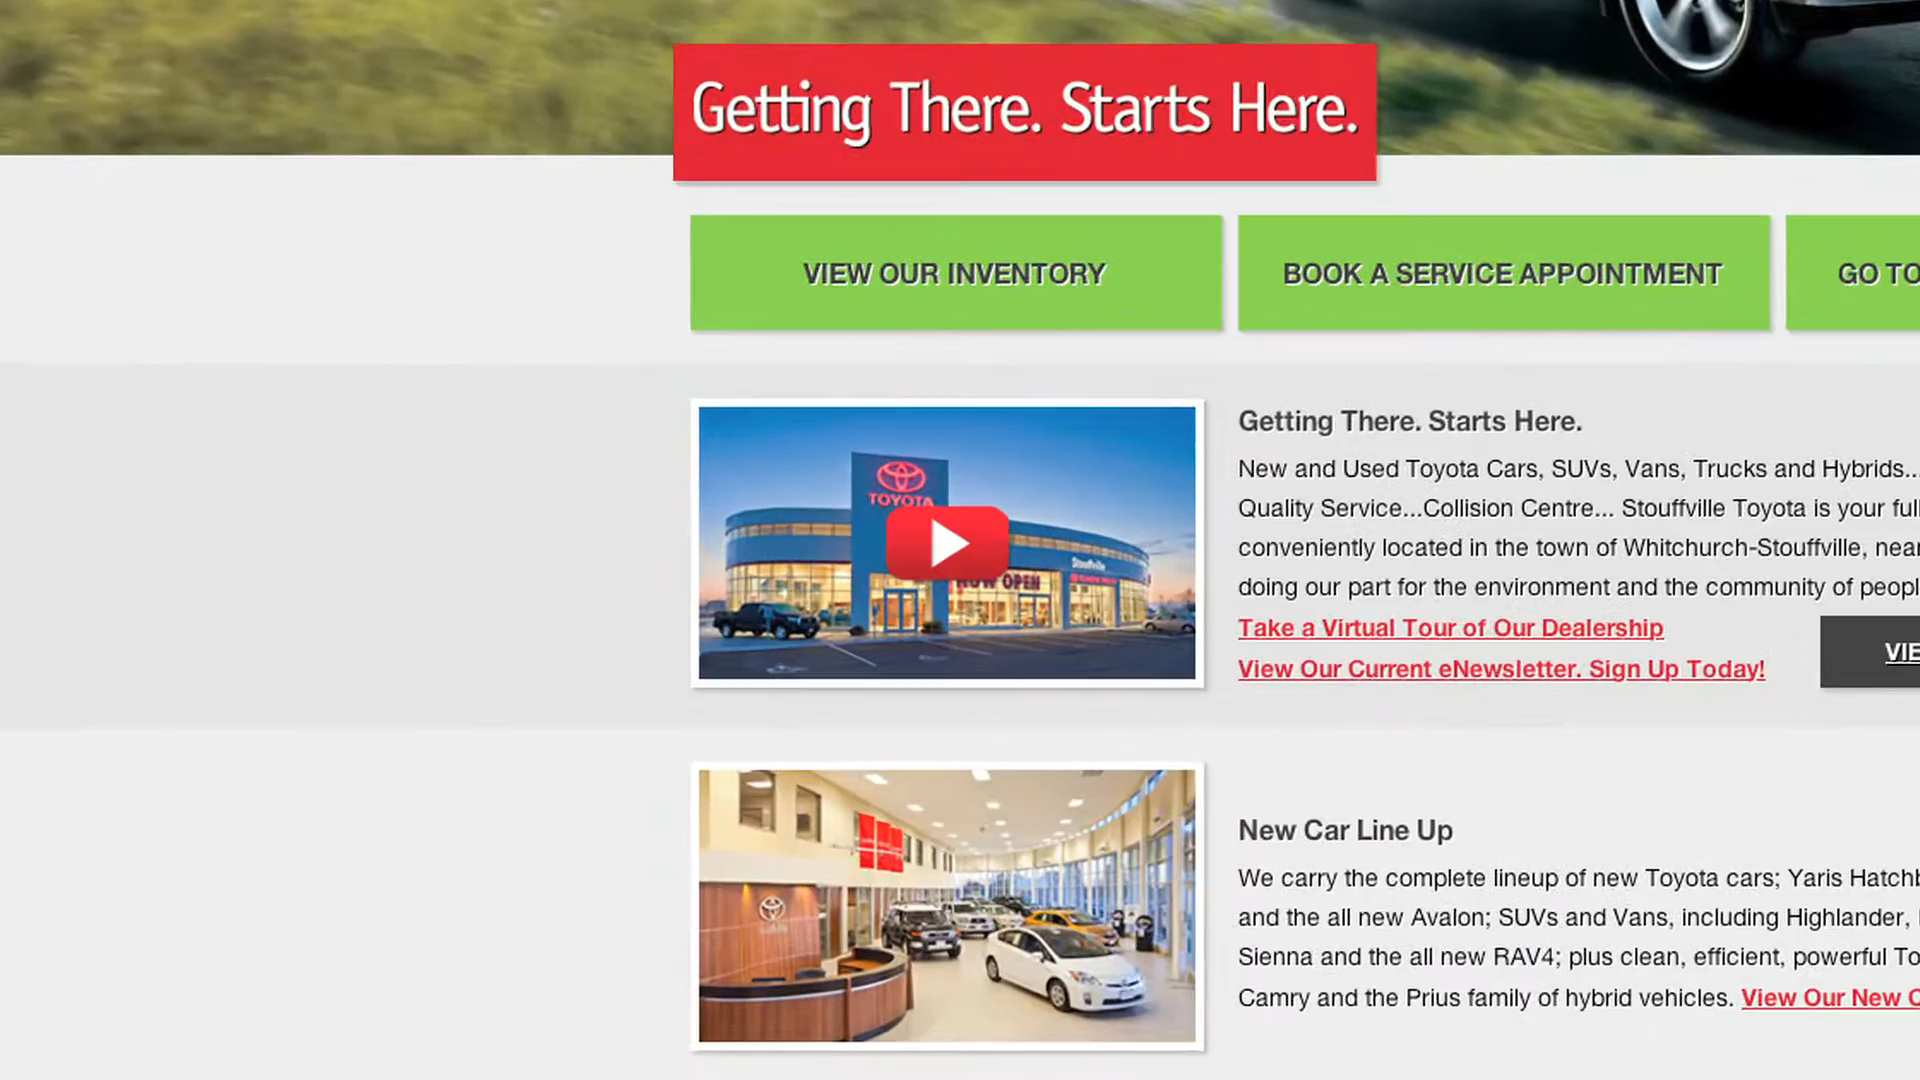 Getting There. Starts Here.
VIEW OUR INVENTORY
BOOK A SERVICE APPOINTMENT
GO TO
TOYOTA
Stouffville
NOW OPEN
Getting There. Starts Here.
New and Used Toyota Cars, SUVs, Vans, Trucks and Hybrids...
Quality Service...Collision Centre... Stouffville Toyota is your
conveniently located in the town of Whitchurch-Stouffville,
doing our part for the environment and the community of
Take a Virtual Tour of Our Dealership
View Our Current eNewsletter. Sign Up Today!
New Car Line Up
We carry the complete lineup of new Toyota cars; Yaris
and the all new Avalon; SUVs and Vans, including Highlander,
Sienna and the all new RAV4; plus clean, efficient, powerful
Camry and the Prius family of hybrid vehicles. View Our New